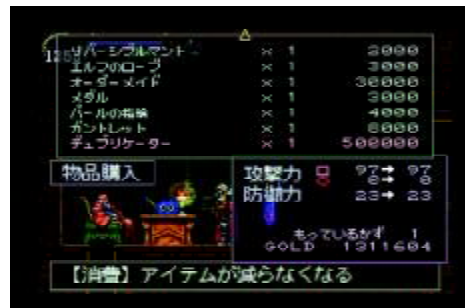 リバーシブルマント × 1 2000
エルフのローブ × 1 3000
オーダーメイド × 1 30000
メダル × 1 3000
パールの指輪 × 1 4000
ガントレット × 1 8000
デュプリケーター × 1 500000
物品購入
攻撃力 97→ 97
0→ 0
防御力 23→ 23
もっているかず 1
GOLD 1311604
【消費】アイテムが減らなくなる